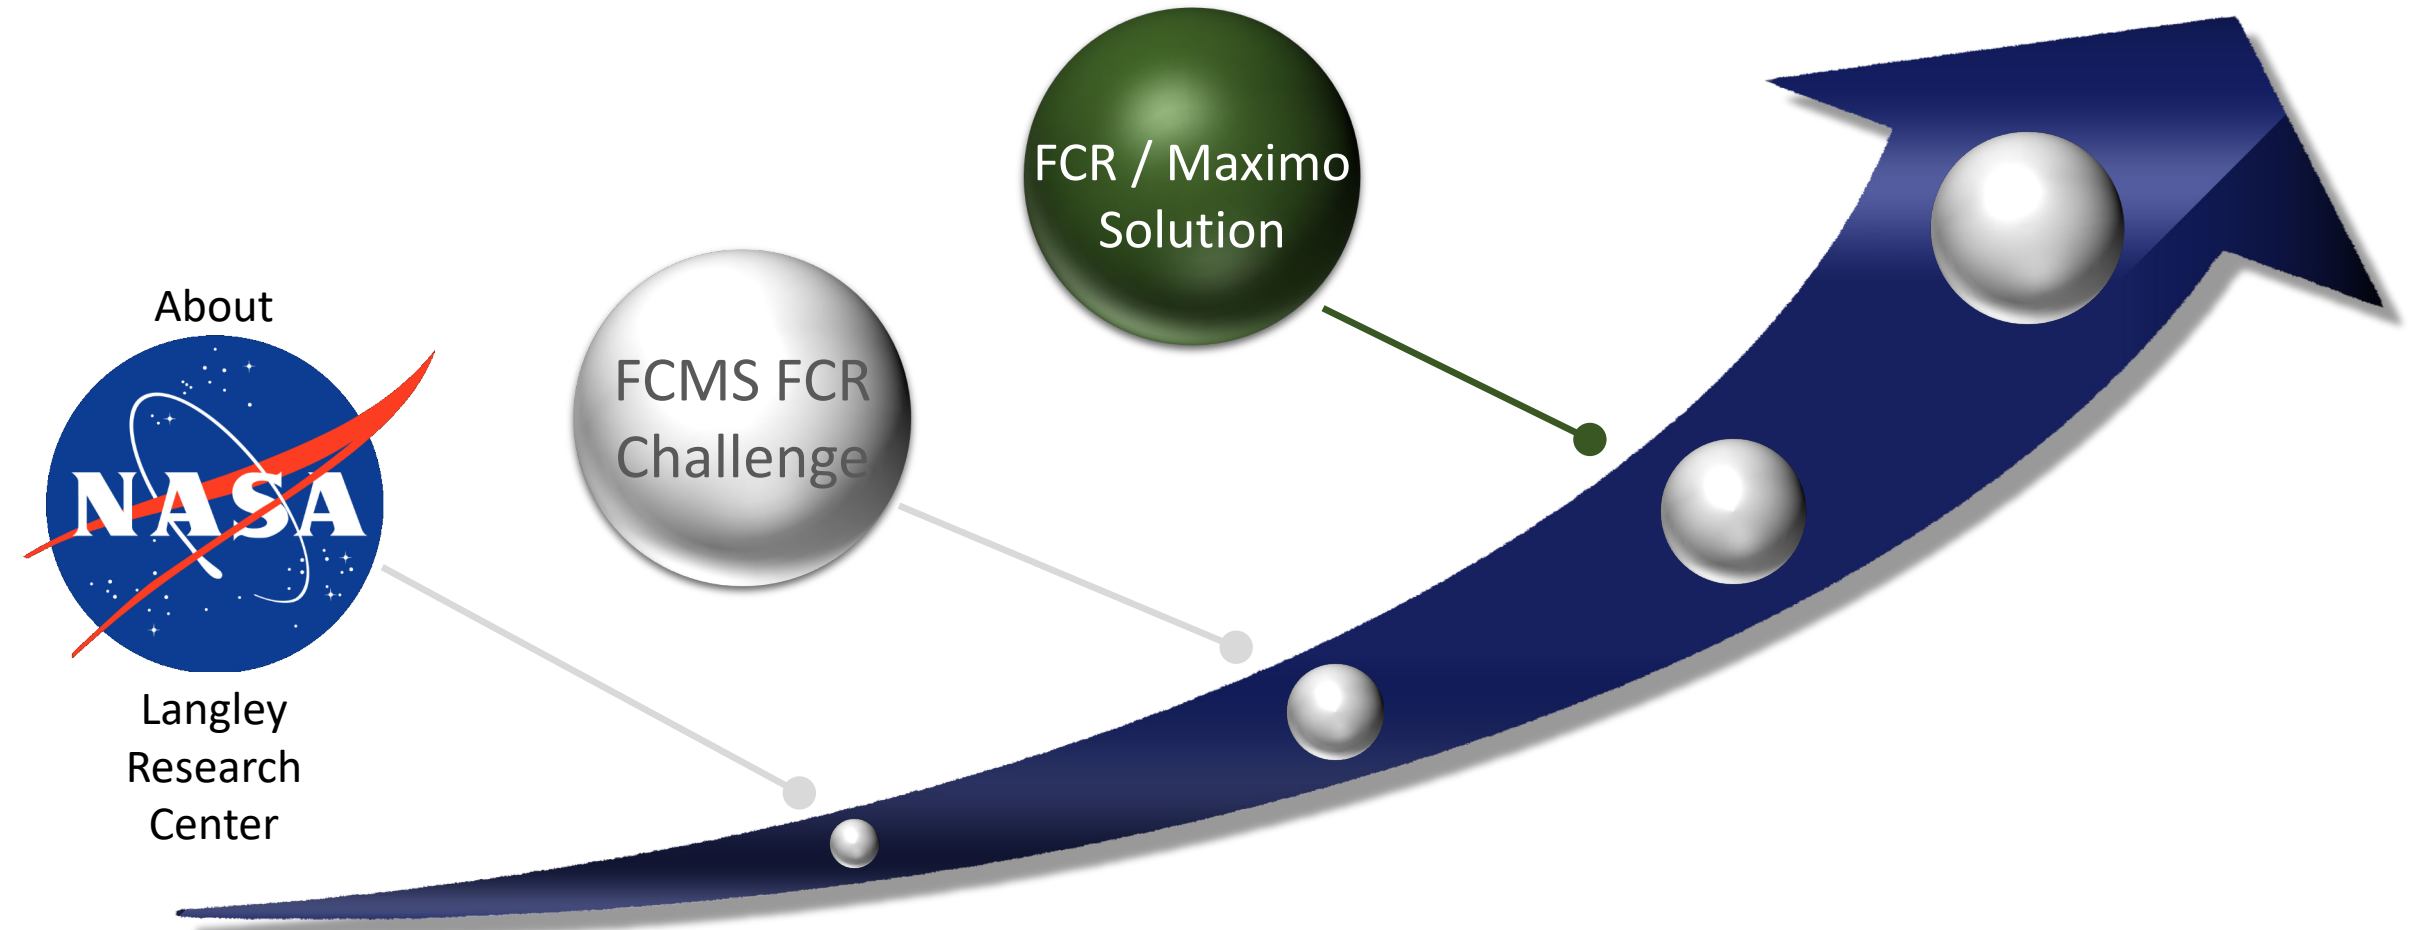 About
NASA
Langley
Research
Center
FCMS FCR
Challenge
FCR / Maximo
Solution